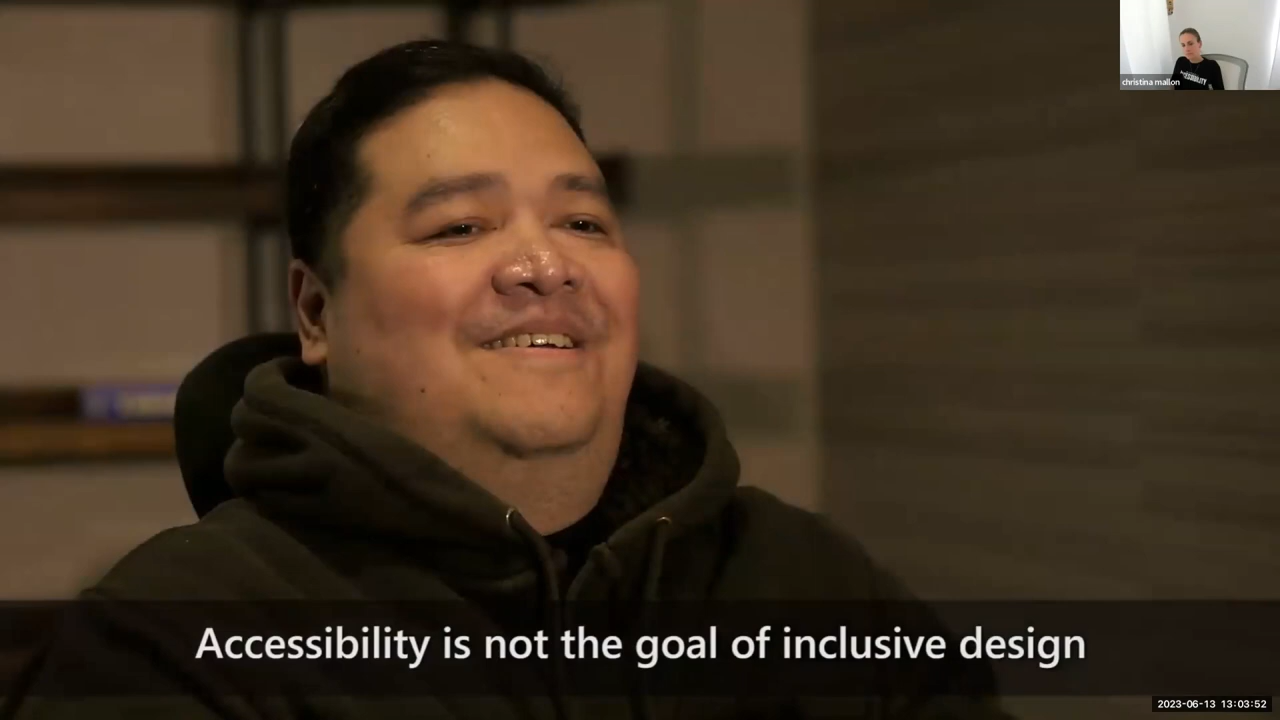 christina mallon
Accessibility is not the goal of inclusive design
2023-06-13 13:03:52